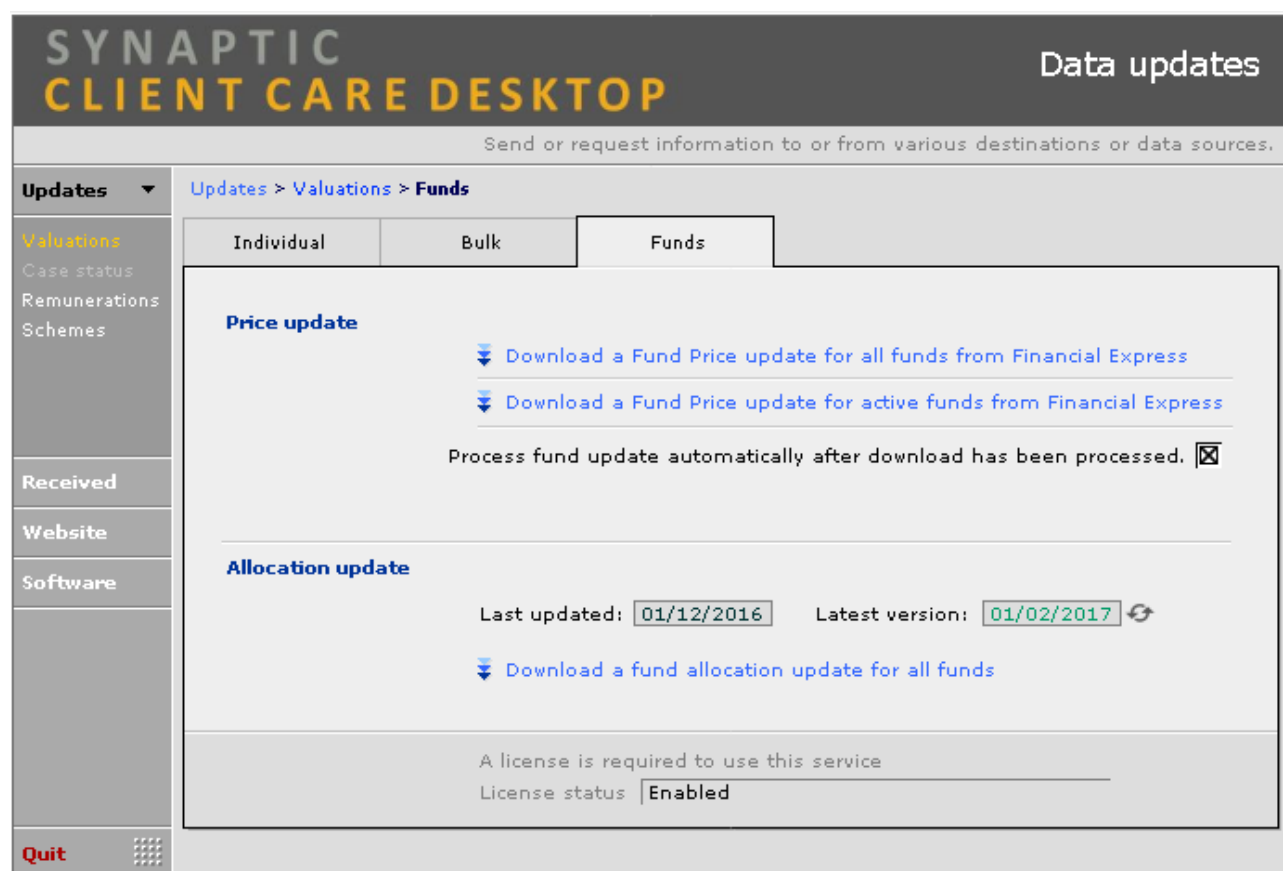 SYNAPTIC
CLIENT CARE DESKTOP
Data updates
Send or request information to or from various destinations or data sources.
Updates
Valuations
Case status
Remunerations
Schemes
Received
Website
Software
Quit
Updates > Valuations > Funds
Individual
Bulk
Funds
Price update
Download a Fund Price update for all funds from Financial Express
Download a Fund Price update for active funds from Financial Express
Process fund update automatically after download has been processed.
Allocation update
Last updated: 01/12/2016 Latest version: 01/02/2017
Download a fund allocation update for all funds
A license is required to use this service
License status Enabled